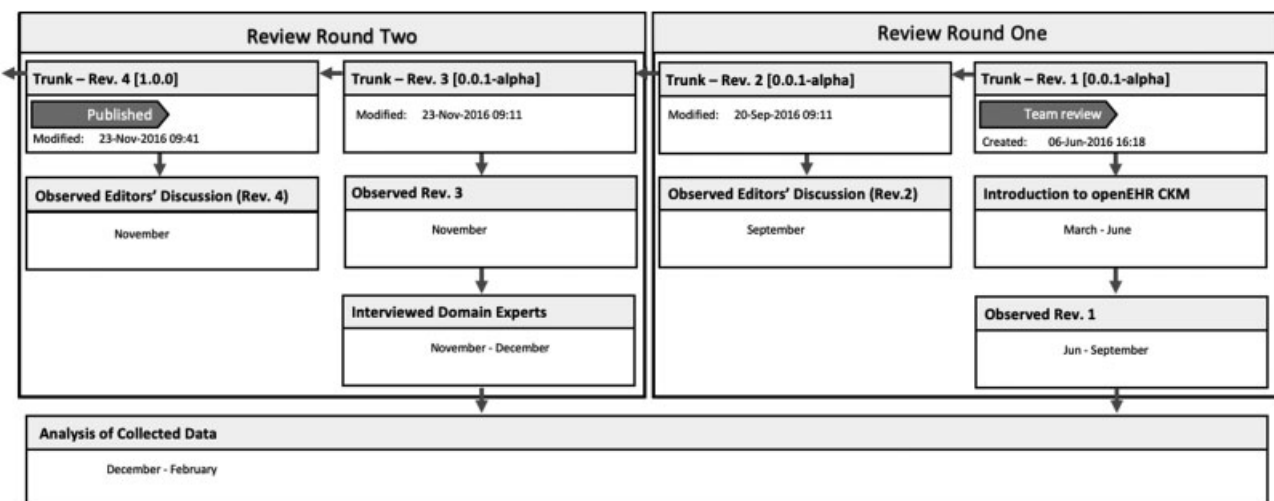 Review Round Two
Review Round One
Trunk – Rev. 4 [1.0.0]
Published
Modified: 23-Nov-2016 09:41
Trunk – Rev. 3 [0.0.1-alpha]
Modified: 23-Nov-2016 09:11
Trunk – Rev. 2 [0.0.1-alpha]
Modified: 20-Sep-2016 09:11
Trunk – Rev. 1 [0.0.1-alpha]
Team review
Created: 06-Jun-2016 16:18
Observed Editors’ Discussion (Rev. 4)
November
Observed Rev. 3
November
Observed Editors’ Discussion (Rev.2)
September
Introduction to openEHR CKM
March - June
Interviewed Domain Experts
November - December
Observed Rev. 1
Jun - September
Analysis of Collected Data
December - February